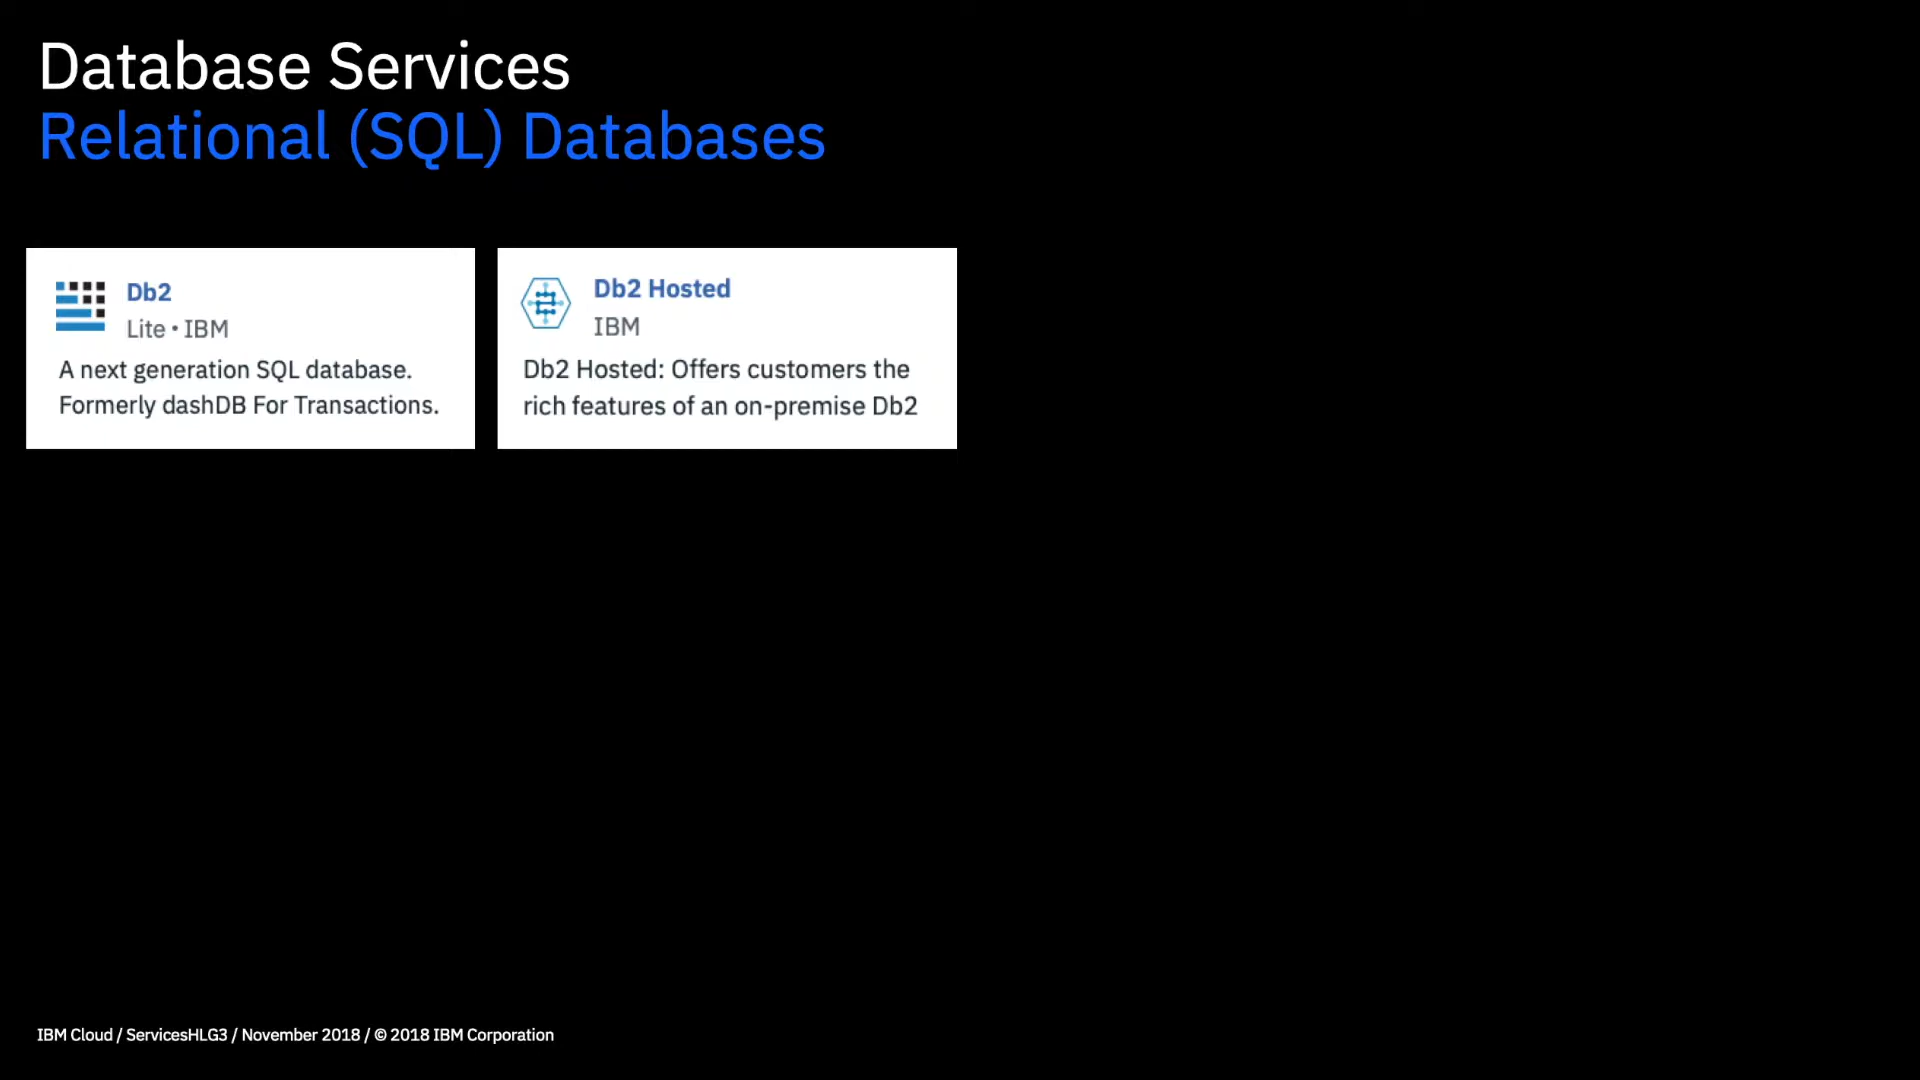 Database Services
Relational (SQL) Databases
Db2
Lite • IBM
A next generation SQL database.
Formerly dashDB For Transactions.
Db2 Hosted
IBM
Db2 Hosted: Offers customers the
rich features of an on-premise Db2
IBM Cloud / ServicesHLG3 / November 2018 / © 2018 IBM Corporation